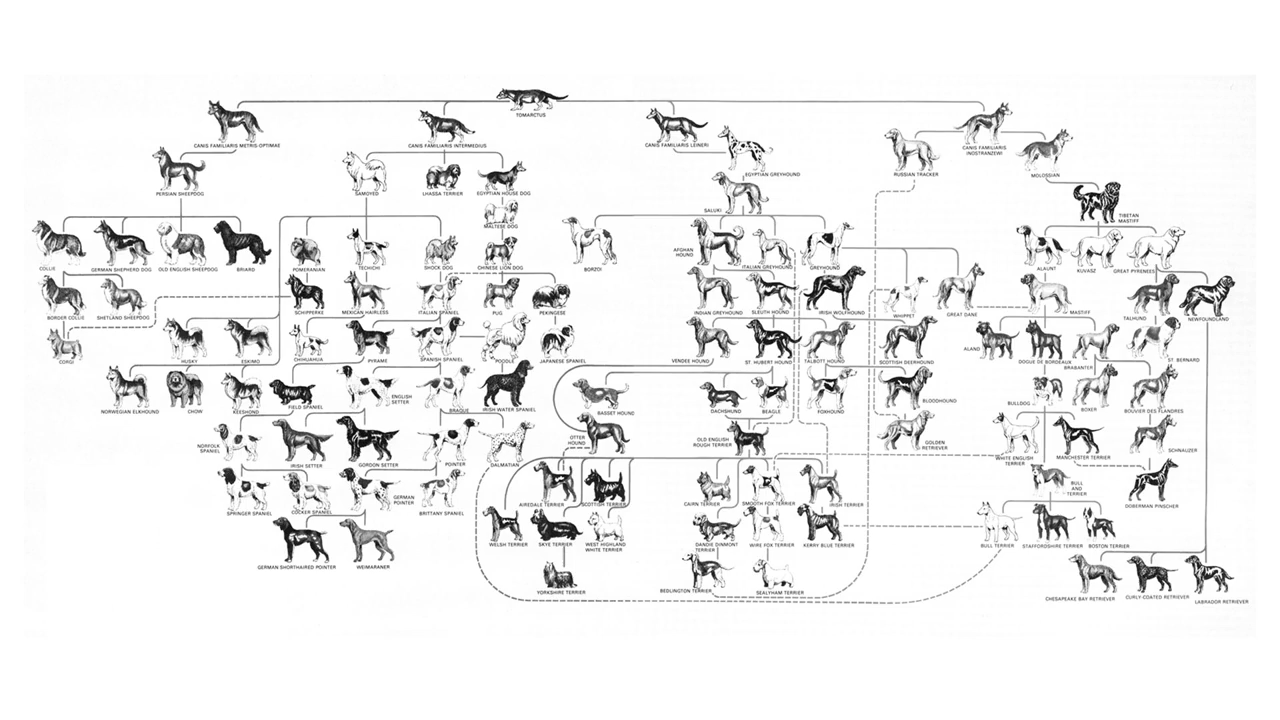 TOMARCTUS
CANIS FAMILIARIS METRIS-OPTIMAE
CANIS FAMILIARIS INTERMEDIUS
CANIS FAMILIARIS LEINERI
CANIS FAMILIARIS
INOSTRANZEWI
EGYPTIAN GREYHOUND
RUSSIAN TRACKER
MOLOSSIAN
PERSIAN SHEEPDOG
SAMOYED
LHASSA TERRIER
EGYPTIAN HOUSE DOG
SALUKI
TIBETAN
MASTIFF
MALTESE DOG
COLLIE
GERMAN SHEPHERD DOG
OLD ENGLISH SHEEPDOG
BRIARD
POMERANIAN
TECHICHI
SHOCK DOG
CHINESE LION DOG
BORZOI
AFGHAN
HOUND
ITALIAN GREYHOUND
GREYHOUND
ALAUNT
KUVASZ
GREAT PYRENEES
BORDER COLLIE
SHETLAND SHEEPDOG
SCHIPPERKE
MEXICAN HAIRLESS
ITALIAN SPANIEL
PUG
PEKINGESE
INDIAN GREYHOUND
SLEUTH HOUND
IRISH WOLFHOUND
WHIPPET
GREAT DANE
MASTIFF
TALHUND
NEWFOUNDLAND
CORGI
HUSKY
ESKIMO
CHIHUAHUA
PYRAME
SPANISH SPANIEL
POODLE
JAPANESE SPANIEL
VENDEE HOUND
ST. HUBERT HOUND
TALBOTT HOUND
SCOTTISH DEERHOUND
ALAND
DOGUE DE BORDEAUX
BRABANTER
ST. BERNARD
NORWEGIAN ELKHOUND
CHOW
KEESHOND
FIELD SPANIEL
ENGLISH
SETTER
BRAQUE
IRISH WATER SPANIEL
BASSET HOUND
DACHSHUND
BEAGLE
FOXHOUND
BLOODHOUND
BULLDOG
BOXER
BOUVIER DES FLANDRES
NORFOLK
SPANIEL
IRISH SETTER
GORDON SETTER
POINTER
DALMATIAN
OTTER
HOUND
OLD ENGLISH
ROUGH TERRIER
GOLDEN
RETRIEVER
WHITE ENGLISH
TERRIER
MANCHESTER TERRIER
SCHNAUZER
SPRINGER SPANIEL
COCKER SPANIEL
GERMAN
POINTER
BRITTANY SPANIEL
AIREDALE TERRIER
SCOTTISH TERRIER
CAIRN TERRIER
SMOOTH FOX TERRIER
IRISH TERRIER
BULL
AND
TERRIER
DOBERMAN PINSCHER
WELSH TERRIER
SKYE TERRIER
WEST HIGHLAND
WHITE TERRIER
DANDIE DINMONT
TERRIER
WIRE FOX TERRIER
KERRY BLUE TERRIER
BULL TERRIER
STAFFORDSHIRE TERRIER
BOSTON TERRIER
GERMAN SHORTHAIRED POINTER
WEIMARANER
YORKSHIRE TERRIER
BEDLINGTON TERRIER
SEALYHAM TERRIER
CHESAPEAKE BAY RETRIEVER
CURLY-COATED RETRIEVER
LABRADOR RETRIEVER